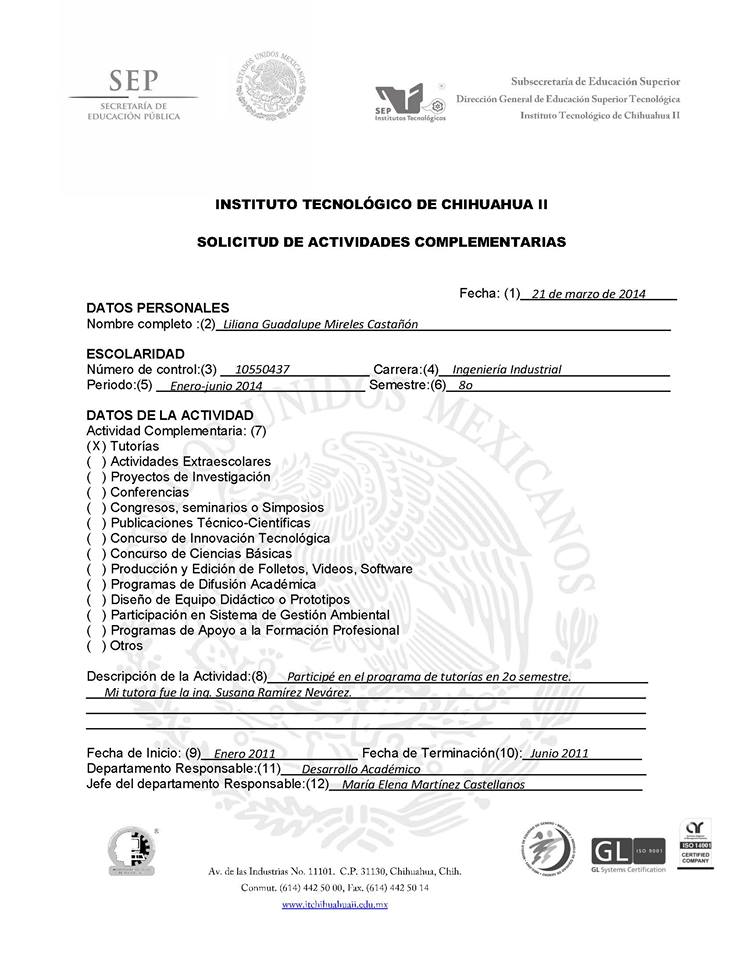 SEP
SECRETARÍA DE
EDUCACIÓN PÚBLICA
ESTADOS UNIDOS MEXICANOS
SEP
Institutos Tecnológicos
Subsecretaría de Educación Superior
Dirección General de Educación Superior Tecnológica
Instituto Tecnológico de Chihuahua II
INSTITUTO TECNOLÓGICO DE CHIHUAHUA II
SOLICITUD DE ACTIVIDADES COMPLEMENTARIAS
Fecha: (1) 21 de marzo de 2014
DATOS PERSONALES
Nombre completo :(2) Liliana Guadalupe Mireles Castañón
ESCOLARIDAD
Número de control:(3) 10550437 Carrera:(4) Ingeniería Industrial
Periodo:(5) Enero-junio 2014 Semestre:(6) 8o
DATOS DE LA ACTIVIDAD
Actividad Complementaria: (7)
(X) Tutorías
( ) Actividades Extraescolares
( ) Proyectos de Investigación
( ) Conferencias
( ) Congresos, seminarios o Simposios
( ) Publicaciones Técnico-Científicas
( ) Concurso de Innovación Tecnológica
( ) Concurso de Ciencias Básicas
( ) Producción y Edición de Folletos, Videos, Software
( ) Programas de Difusión Académica
( ) Diseño de Equipo Didáctico o Prototipos
( ) Participación en Sistema de Gestión Ambiental
( ) Programas de Apoyo a la Formación Profesional
( ) Otros
Descripción de la Actividad:(8) Participé en el programa de tutorías en 2o semestre.
Mi tutora fue la ing. Susana Ramírez Nevárez.
Fecha de Inicio: (9) Enero 2011 Fecha de Terminación(10): Junio 2011
Departamento Responsable:(11) Desarrollo Académico
Jefe del departamento Responsable:(12) María Elena Martínez Castellanos
UNIDOS MEXICANOS
Av. de las Industrias No. 11101. C.P. 31130, Chihuahua, Chih.
Conmut. (614) 442 50 00, Fax. (614) 442 50 14
www.itchihuahuaii.edu.mx
GL ISO 9001
GL Systems Certification
ISO 14001
CERTIFIED
COMPANY